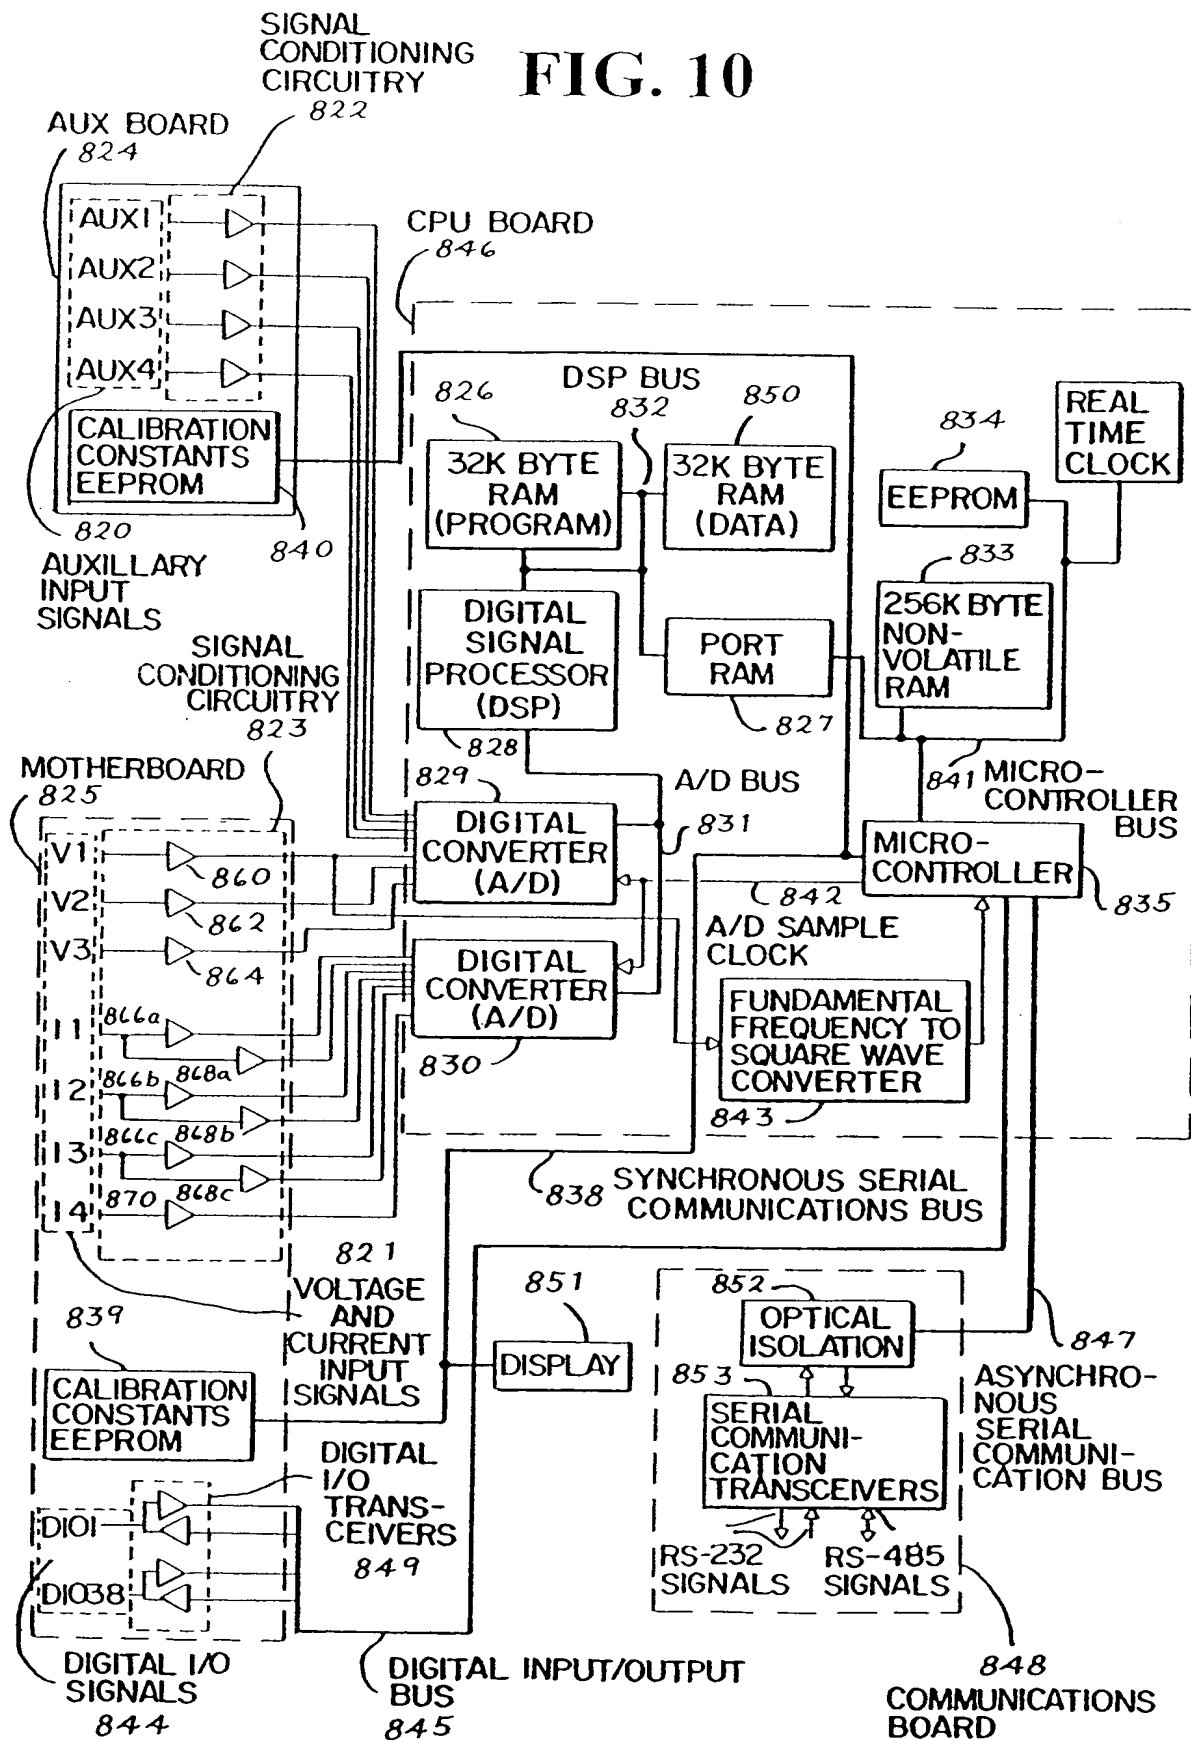 FIG. 10
SIGNAL
CONDITIONING
CIRCUITRY
822
AUX BOARD
824
AUX1
AUX2
AUX3
AUX4
CALIBRATION
CONSTANTS
EEPROM
820
840
AUXILLARY
INPUT
SIGNALS
CPU BOARD
846
DSP BUS
826
832
850
32K BYTE
RAM
(PROGRAM)
32K BYTE
RAM
(DATA)
834
EEPROM
REAL
TIME
CLOCK
833
256K BYTE
NON-
VOLATILE
RAM
DIGITAL
SIGNAL
PROCESSOR
(DSP)
828
PORT
RAM
827
841
MICRO-
CONTROLLER
BUS
SIGNAL
CONDITIONING
CIRCUITRY
823
MOTHERBOARD
825
V1
860
V2
862
V3
864
I1
866a
868a
I2
866b
868b
I3
866c
868c
I4
870
829
DIGITAL
CONVERTER
(A/D)
A/D BUS
831
MICRO-
CONTROLLER
835
842
A/D SAMPLE
CLOCK
DIGITAL
CONVERTER
(A/D)
830
FUNDAMENTAL
FREQUENCY TO
SQUARE WAVE
CONVERTER
843
838
SYNCHRONOUS SERIAL
COMMUNICATIONS BUS
821
VOLTAGE
AND
CURRENT
INPUT
SIGNALS
839
CALIBRATION
CONSTANTS
EEPROM
851
DISPLAY
852
OPTICAL
ISOLATION
853
SERIAL
COMMUNI-
CATION
TRANSCEIVERS
RS-232
SIGNALS
RS-485
SIGNALS
847
ASYNCHRO-
NOUS
SERIAL
COMMUNI-
CATION BUS
DIGITAL
I/O
TRANS-
CEIVERS
849
DIO1
DIO38
DIGITAL I/O
SIGNALS
844
DIGITAL INPUT/OUTPUT
BUS
845
848
COMMUNICATIONS
BOARD